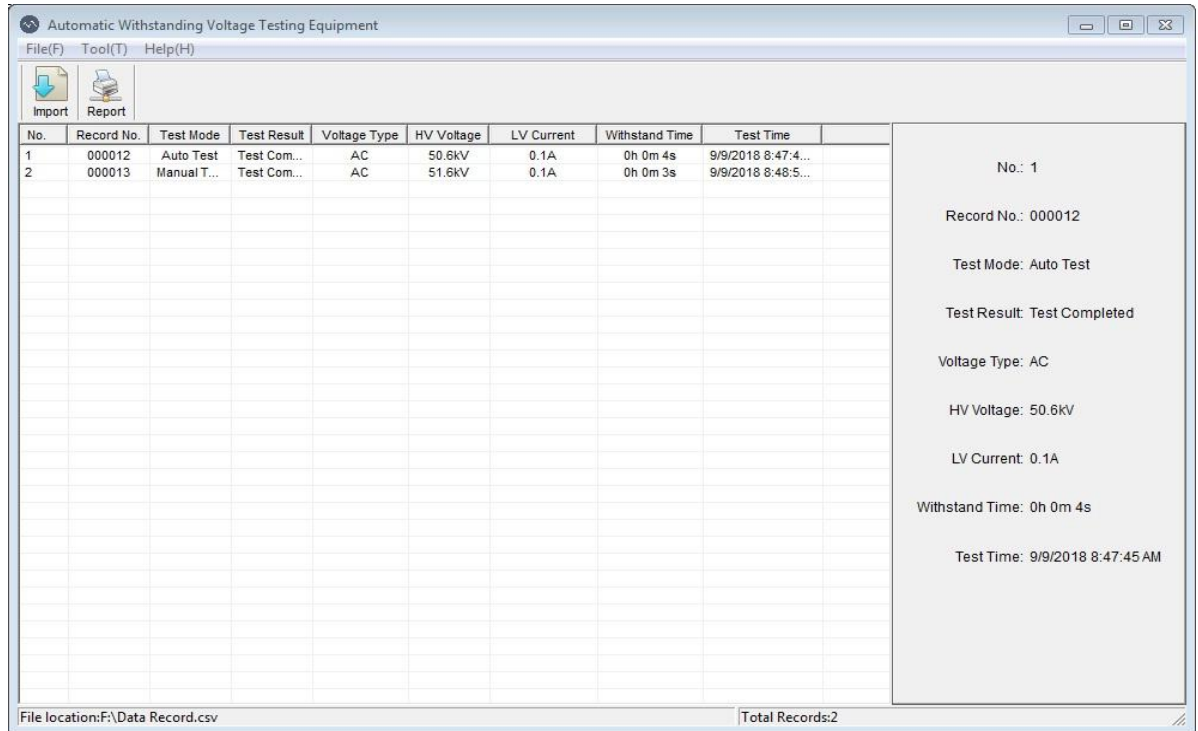 Automatic Withstanding Voltage Testing Equipment
File(F) Tool(T) Help(H)
Import Report
No. Record No. Test Mode Test Result Voltage Type HV Voltage LV Current Withstand Time Test Time
1 000012 Auto Test Test Com... AC 50.6kV 0.1A 0h 0m 4s 9/9/2018 8:47:4...
2 000013 Manual T... Test Com... AC 51.6kV 0.1A 0h 0m 3s 9/9/2018 8:48:5...
No.: 1
Record No.: 000012
Test Mode: Auto Test
Test Result: Test Completed
Voltage Type: AC
HV Voltage: 50.6kV
LV Current: 0.1A
Withstand Time: 0h 0m 4s
Test Time: 9/9/2018 8:47:45 AM
File location:F:\Data Record.csv Total Records:2